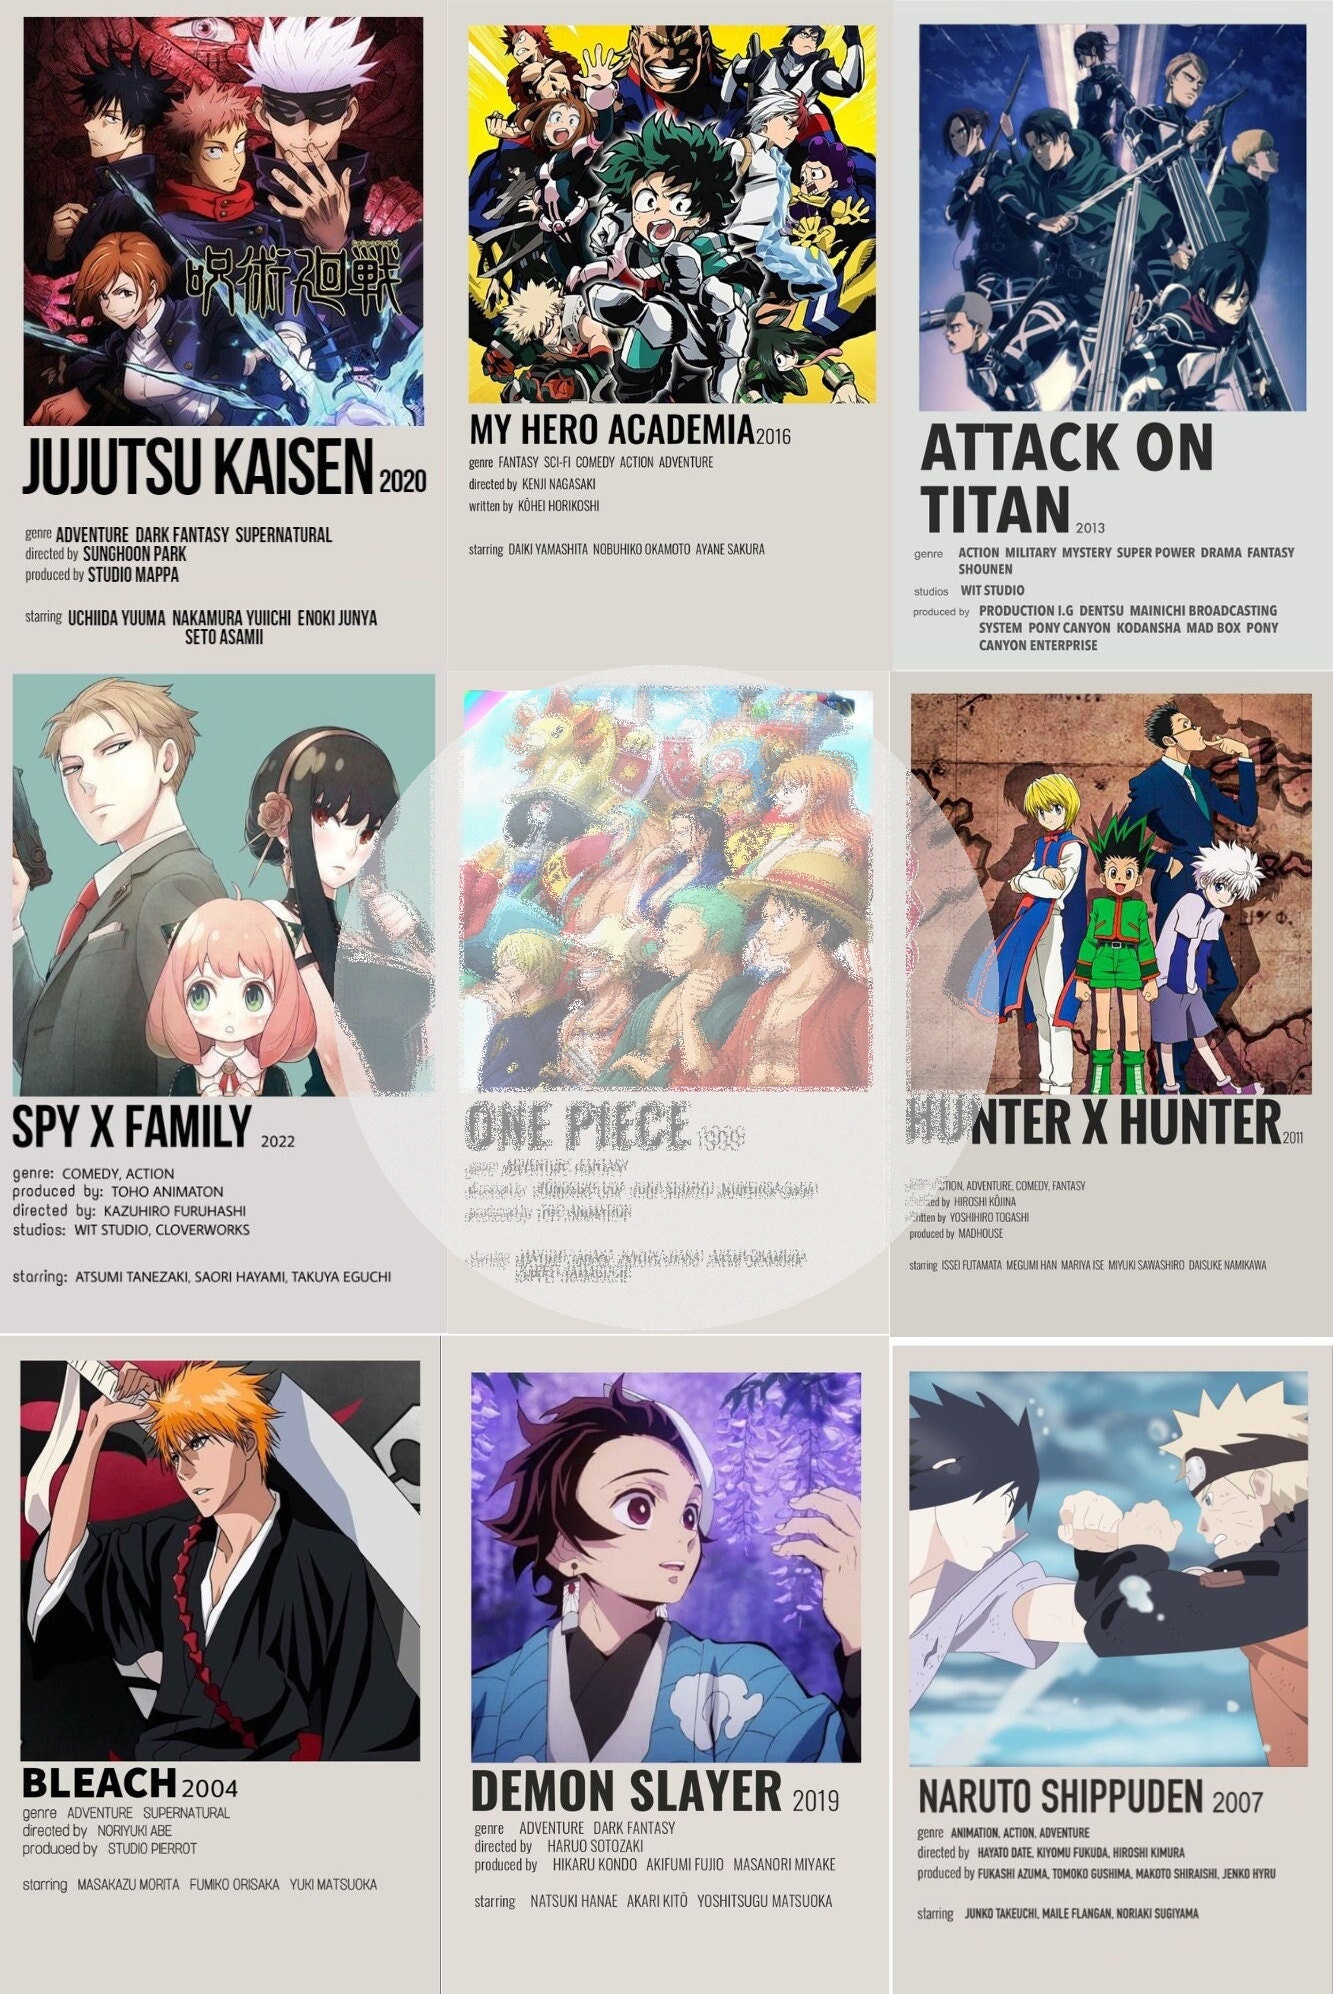 呪術廻戦
JUJUTSU KAISEN 2020
genre ADVENTURE DARK FANTASY SUPERNATURAL
directed by SUNGHOON PARK
produced by STUDIO MAPPA
starring UCHIIDA YUUMA NAKAMURA YUIICHI ENOKI JUNYA
SETO ASAMII
MY HERO ACADEMIA 2016
genre FANTASY SCI-FI COMEDY ACTION ADVENTURE
directed by KENJI NAGASAKI
written by KŌHEI HORIKOSHI
starring DAIKI YAMASHITA NOBUHIKO OKAMOTO AYANE SAKURA
ATTACK ON
TITAN 2013
genre ACTION MILITARY MYSTERY SUPER POWER DRAMA FANTASY
SHOUNEN
studios WIT STUDIO
produced by PRODUCTION I.G DENTSU MAINICHI BROADCASTING
SYSTEM PONY CANYON KODANSHA MAD BOX PONY
CANYON ENTERPRISE
SPY X FAMILY 2022
genre: COMEDY, ACTION
produced by: TOHO ANIMATON
directed by: KAZUHIRO FURUHASHI
studios: WIT STUDIO, CLOVERWORKS
starring: ATSUMI TANEZAKI, SAORI HAYAMI, TAKUYA EGUCHI
ONE PIECE 1999
genre ADVENTURE FANTASY
produced by TOEI ANIMATION
HUNTER X HUNTER 2011
ADVENTURE, COMEDY, FANTASY
by HIROSHI KŌJINA
by YOSHIHIRO TOGASHI
produced by MADHOUSE
starring ISSEI FUTAMATA MEGUMI HAN MARIYA ISE MIYUKI SAWASHIRO DAISUKE NAMIKAWA
BLEACH 2004
genre ADVENTURE SUPERNATURAL
directed by NORIYUKI ABE
produced by STUDIO PIERROT
starring MASAKAZU MORITA FUMIKO ORISAKA YUKI MATSUOKA
DEMON SLAYER 2019
genre ADVENTURE DARK FANTASY
directed by HARUO SOTOZAKI
produced by HIKARU KONDO AKIFUMI FUJIO MASANORI MIYAKE
starring NATSUKI HANAE AKARI KITŌ YOSHITSUGU MATSUOKA
NARUTO SHIPPUDEN 2007
genre ANIMATION, ACTION, ADVENTURE
directed by HAYATO DATE, KIYOMU FUKUDA, HIROSHI KIMURA
produced by FUKASHI AZUMA, TOMOKO GUSHIMA, MAKOTO SHIRAISHI, JENKO HYRU
starring JUNKO TAKEUCHI, MAILE FLANGAN, NORIAKI SUGIYAMA